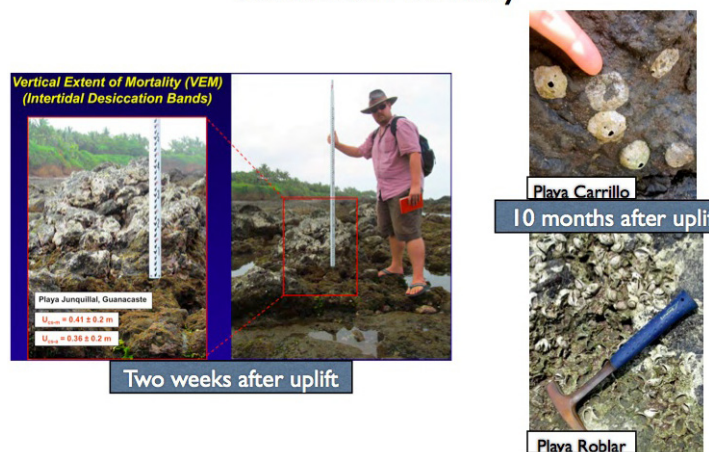 Vertical Extent of Mortality (VEM)
(Intertidal Desiccation Bands)
Playa Junquillal, Guanacaste
= 0.41 ± 0.2 m
= 0.36 ± 0.2 m
Two weeks after uplift
Playa Carrillo
10 months after uplif
Playa Roblar